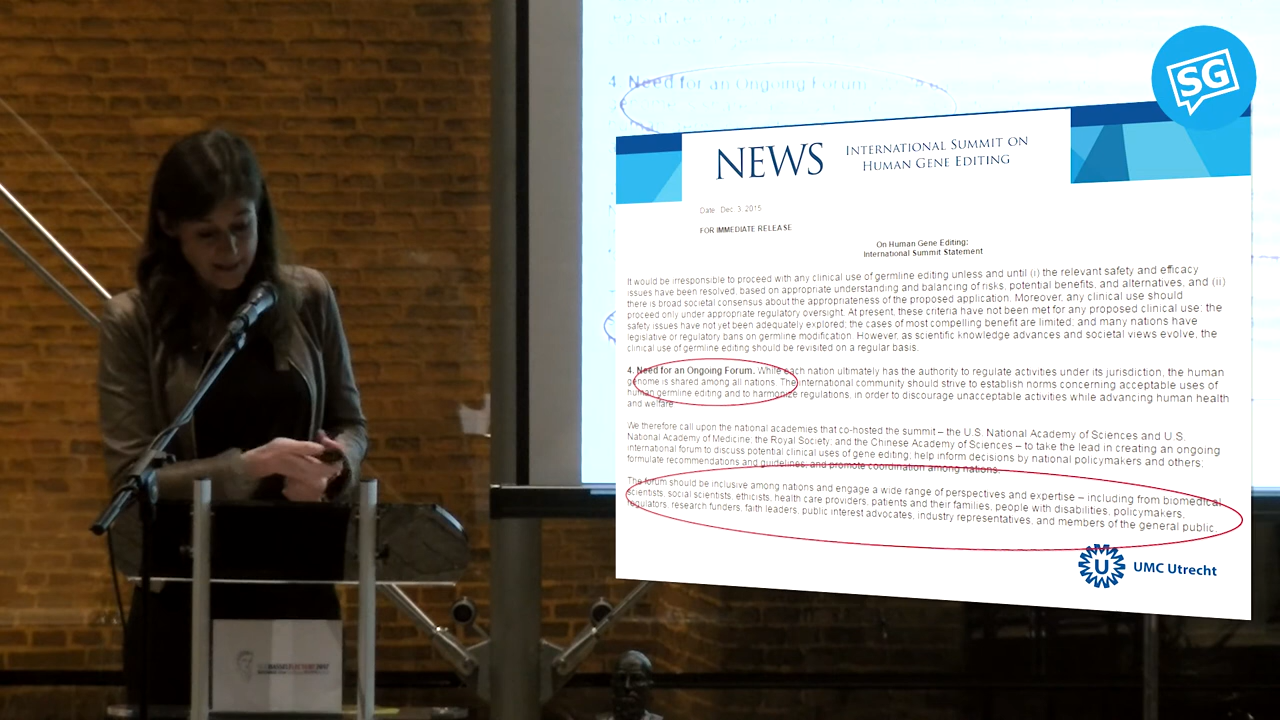 SG
4. Need for an Ongoing Forum
NEWS
INTERNATIONAL SUMMIT ON
HUMAN GENE EDITING
Date: Dec. 3, 2015
FOR IMMEDIATE RELEASE
On Human Gene Editing:
International Summit Statement
It would be irresponsible to proceed with any clinical use of germline editing unless and until (i) the relevant safety and efficacy
issues have been resolved, based on appropriate understanding and balancing of risks, potential benefits, and alternatives, and (ii)
there is broad societal consensus about the appropriateness of the proposed application. Moreover, any clinical use should
proceed only under appropriate regulatory oversight. At present, these criteria have not been met for any proposed clinical use: the
safety issues have not yet been adequately explored; the cases of most compelling benefit are limited; and many nations have
legislative or regulatory bans on germline modification. However, as scientific knowledge advances and societal views evolve, the
clinical use of germline editing should be revisited on a regular basis.
4. Need for an Ongoing Forum. While each nation ultimately has the authority to regulate activities under its jurisdiction, the human
genome is shared among all nations. The international community should strive to establish norms concerning acceptable uses of
human germline editing and to harmonize regulations, in order to discourage unacceptable activities while advancing human health
and welfare
We therefore call upon the national academies that co-hosted the summit – the U.S. National Academy of Sciences and U.S.
National Academy of Medicine; the Royal Society; and the Chinese Academy of Sciences – to take the lead in creating an ongoing
international forum to discuss potential clinical uses of gene editing; help inform decisions by national policymakers and others;
formulate recommendations and guidelines; and promote coordination among nations.
The forum should be inclusive among nations and engage a wide range of perspectives and expertise – including from biomedical
scientists, social scientists, ethicists, health care providers, patients and their families, people with disabilities, policymakers,
regulators, research funders, faith leaders, public interest advocates, industry representatives, and members of the general public.
U UMC Utrecht